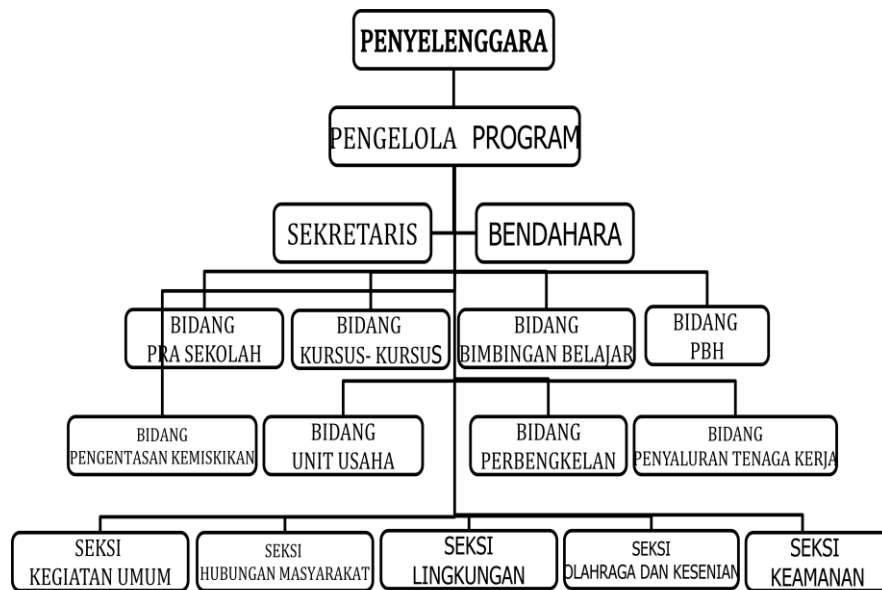 PENYELENGGARA
PENGELOLA PROGRAM
SEKRETARIS
BENDAHARA
BIDANG
PRA SEKOLAH
BIDANG
KURSUS- KURSUS
BIDANG
BIMBINGAN BELAJAR
BIDANG
PBH
BIDANG
PENGENTASAN KEMISKIKAN
BIDANG
UNIT USAHA
BIDANG
PERBENGKELAN
BIDANG
PENYALURAN TENAGA KERJA
SEKSI
KEGIATAN UMUM
SEKSI
HUBUNGAN MASYARAKAT
SEKSI
LINGKUNGAN
SEKSI
OLAHRAGA DAN KESENIAN
SEKSI
KEAMANAN